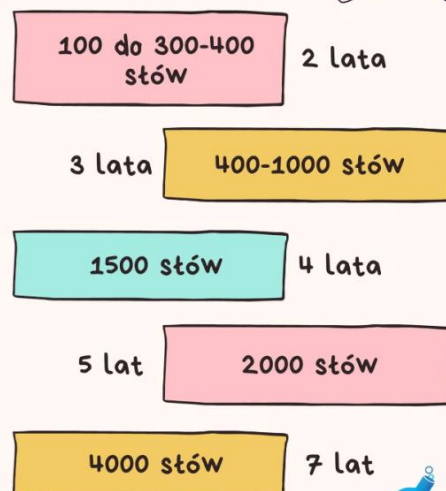 100 do 300-400
słów
2 lata
3 lata
400-1000 słów
1500 słów
4 lata
5 lat
2000 słów
4000 słów
7 lat